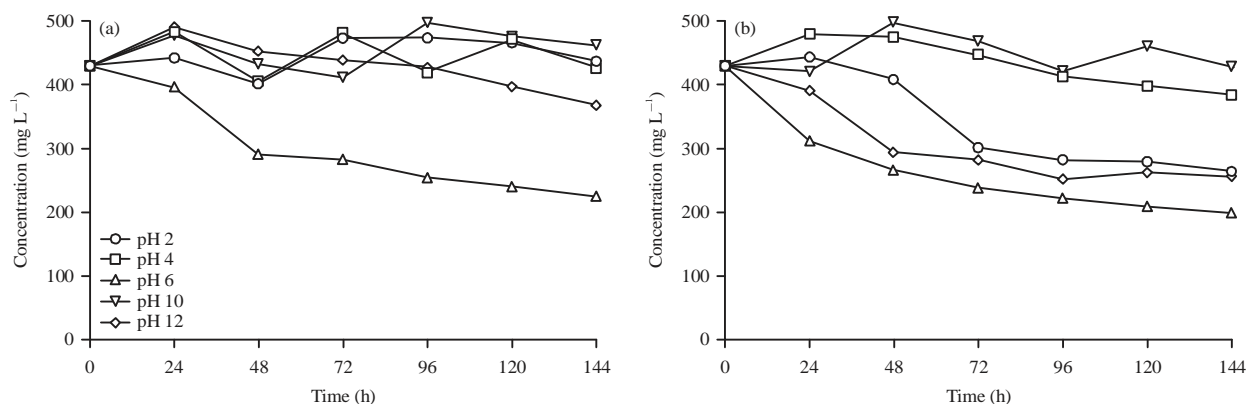 (a)
500
400
300
200
100
0
Concentration (mg L⁻¹)
pH 2
pH 4
pH 6
pH 10
pH 12
0 24 48 72 96 120 144
Time (h)
(b)
500
400
300
200
100
0
Concentration (mg L⁻¹)
0 24 48 72 96 120 144
Time (h)